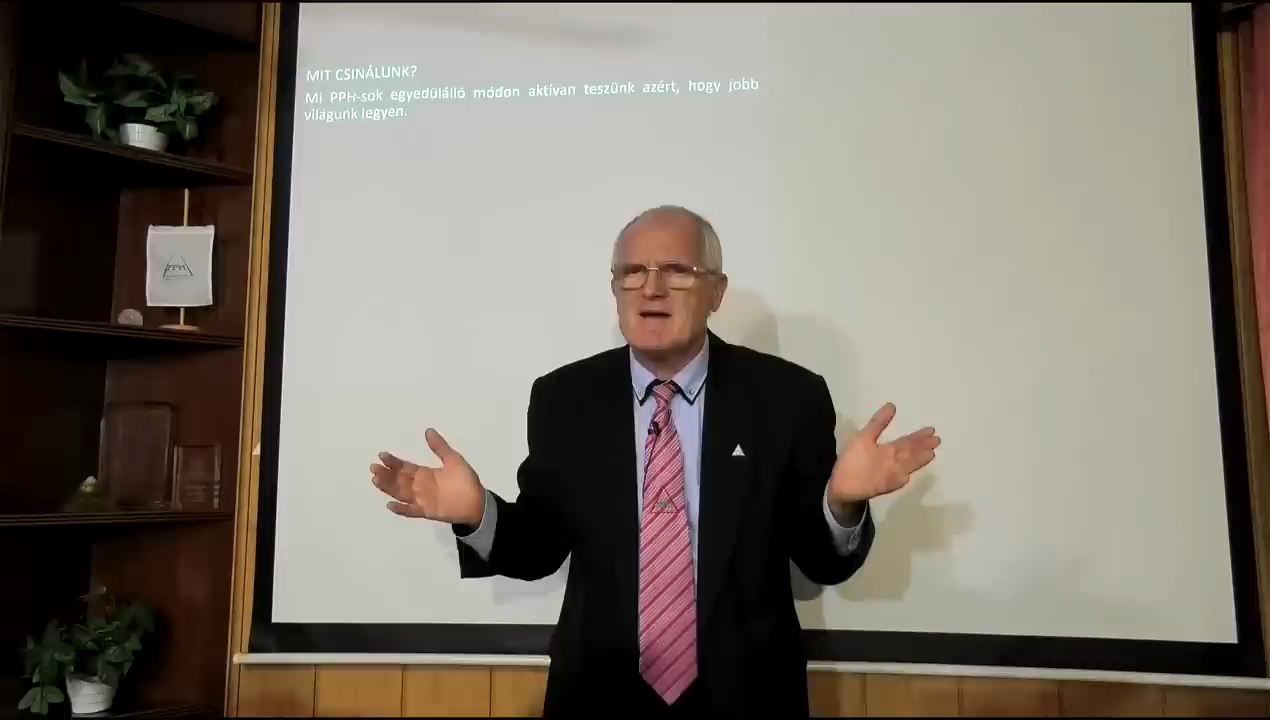 MIT CSINÁLUNK?
Mi PPH-sok egyedülálló módon aktívan teszünk azért, hogy jobb
világunk legyen.